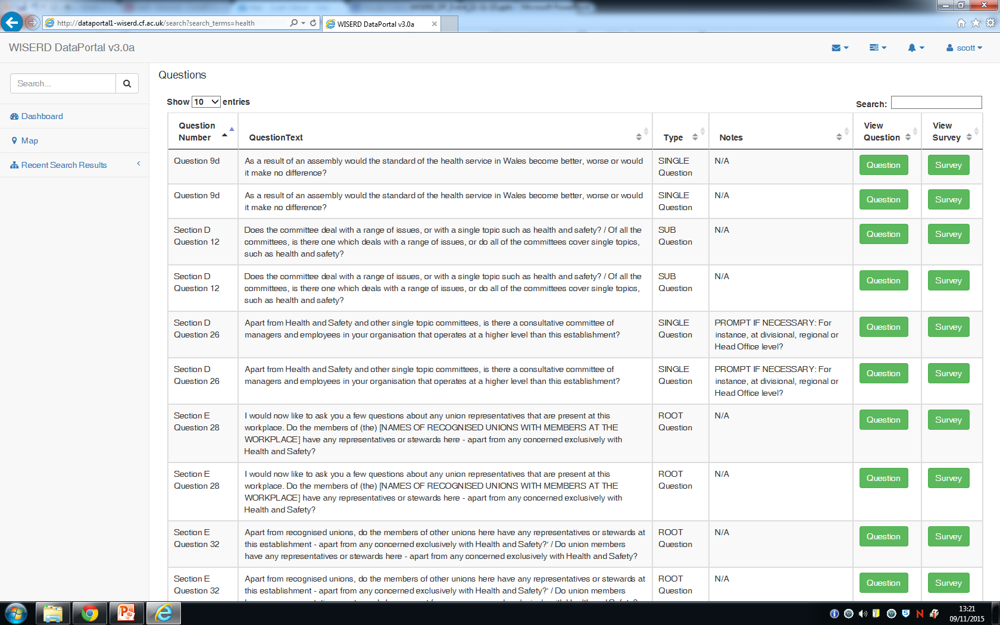 http://dataportal1-wiserd.cf.ac.uk/search?search_terms=health
WISERD DataPortal v3.0a
WISERD DataPortal v3.0a
scott
Search...
Dashboard
Map
Recent Search Results
Questions
Show 10 entries
Search:
Question
Number
QuestionText
Type
Notes
View
Question
View
Survey
Question 9d
As a result of an assembly would the standard of the health service in Wales become better, worse or would
it make no difference?
SINGLE
Question
N/A
Question
Survey
Question 9d
As a result of an assembly would the standard of the health service in Wales become better, worse or would
it make no difference?
SINGLE
Question
N/A
Question
Survey
Section D
Question 12
Does the committee deal with a range of issues, or with a single topic such as health and safety? / Of all the
committees, is there one which deals with a range of issues, or do all of the committees cover single topics,
such as health and safety?
SUB
Question
N/A
Question
Survey
Section D
Question 12
Does the committee deal with a range of issues, or with a single topic such as health and safety? / Of all the
committees, is there one which deals with a range of issues, or do all of the committees cover single topics,
such as health and safety?
SUB
Question
N/A
Question
Survey
Section D
Question 26
Apart from Health and Safety and other single topic committees, is there a consultative committee of
managers and employees in your organisation that operates at a higher level than this establishment?
SINGLE
Question
PROMPT IF NECESSARY: For
instance, at divisional, regional or
Head Office level?
Question
Survey
Section D
Question 26
Apart from Health and Safety and other single topic committees, is there a consultative committee of
managers and employees in your organisation that operates at a higher level than this establishment?
SINGLE
Question
PROMPT IF NECESSARY: For
instance, at divisional, regional or
Head Office level?
Question
Survey
Section E
Question 28
I would now like to ask you a few questions about any union representatives that are present at this
workplace. Do the members of (the) [NAMES OF RECOGNISED UNIONS WITH MEMBERS AT THE
WORKPLACE] have any representatives or stewards here - apart from any concerned exclusively with
Health and Safety?
ROOT
Question
N/A
Question
Survey
Section E
Question 28
I would now like to ask you a few questions about any union representatives that are present at this
workplace. Do the members of (the) [NAMES OF RECOGNISED UNIONS WITH MEMBERS AT THE
WORKPLACE] have any representatives or stewards here - apart from any concerned exclusively with
Health and Safety?
ROOT
Question
N/A
Question
Survey
Section E
Question 32
Apart from recognised unions, do the members of other unions here have any representatives or stewards at
this establishment - apart from any concerned exclusively with Health and Safety?' / Do union members
have any representatives or stewards here - apart from any concerned exclusively with Health and Safety?
ROOT
Question
N/A
Question
Survey
Section E
Question 32
Apart from recognised unions, do the members of other unions here have any representatives or stewards at
this establishment - apart from any concerned exclusively with Health and Safety?' / Do union members
ROOT
Question
N/A
Question
Survey
13:21
09/11/2015